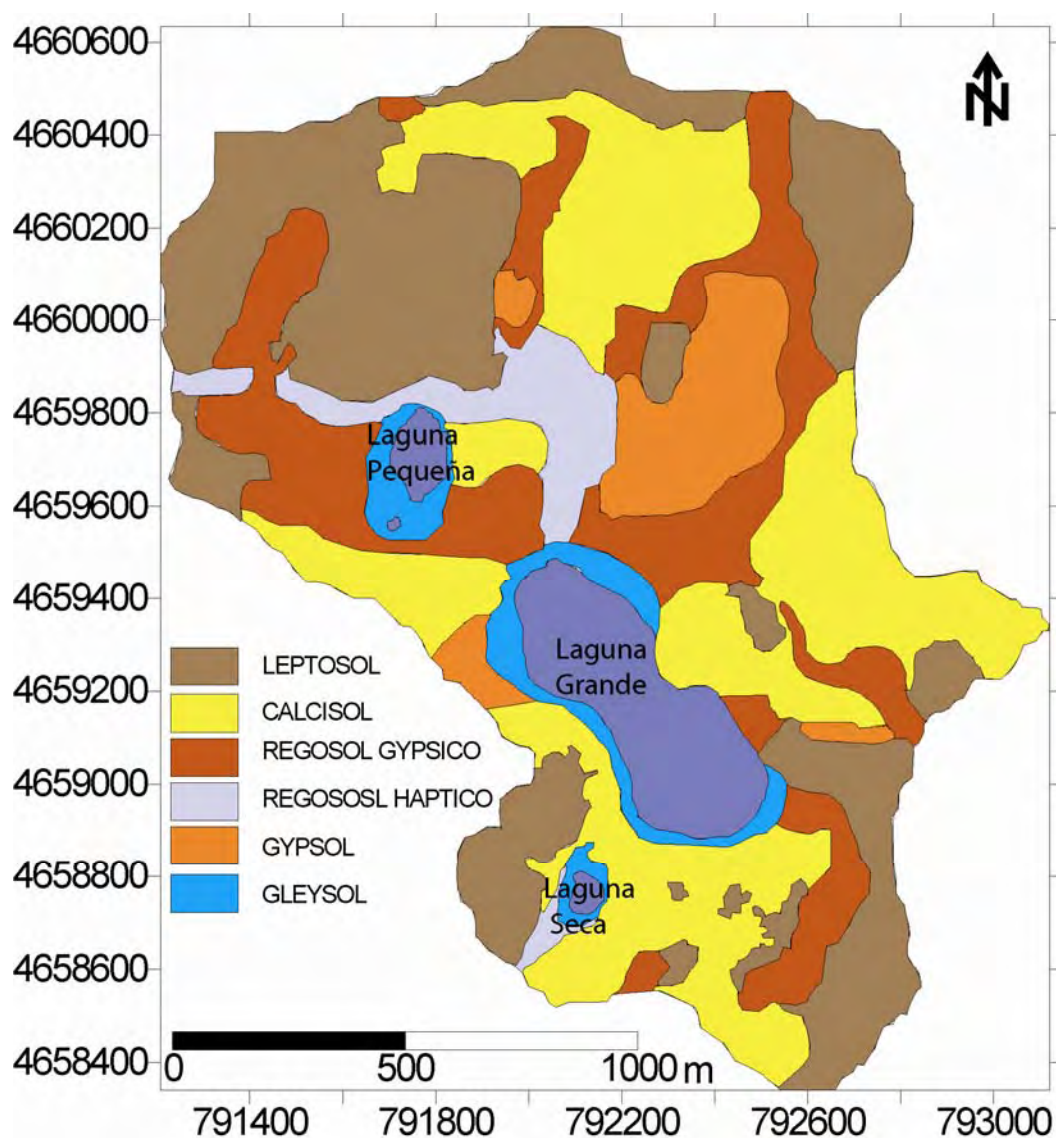 4660600
4660400
4660200
4660000
4659800
4659600
4659400
4659200
4659000
4658800
4658600
4658400
N
Laguna
Pequeña
Laguna
Grande
LEPTOSOL
CALCISOL
REGOSOL GYPSICO
REGOSOSL HAPTICO
GYPSOL
GLEYSOL
Laguna
Seca
0 500 1000 m
791400 791800 792200 792600 793000